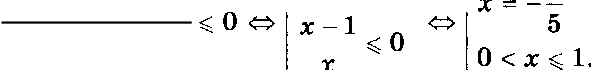 x = -
⩽ 0 ⇔ | x − 1 ⩽ 0 ⇔ | 5
x 0 < x ⩽ 1.